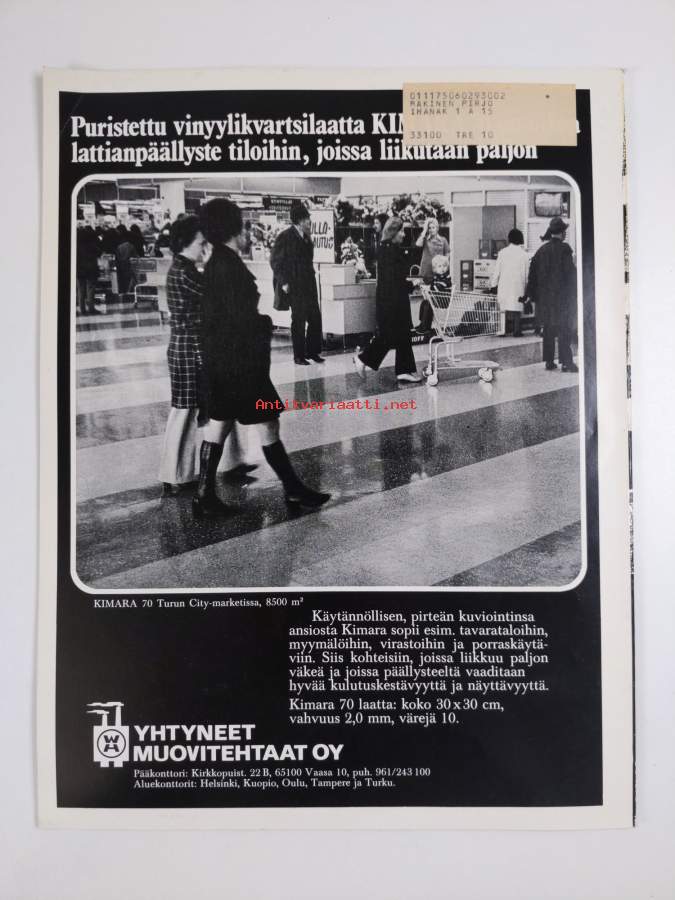 011175060293002 *
MÄKINEN PIRJO
IHANAK 1 A 15
33100 TRE 10
Puristettu vinyylikvartsilaatta
lattianpäällyste tiloihin, joissa liikutaan paljon
Antikvariaatti.net
KIMARA 70 Turun City-marketissa, 8500 m²
Käytännöllisen, pirteän kuviointinsa
ansiosta Kimara sopii esim. tavarataloihin,
myymälöihin, virastoihin ja porraskäytä-
viin. Siis kohteisiin, joissa liikkuu paljon
väkeä ja joissa päällysteeltä vaaditaan
hyvää kulutuskestävyyttä ja näyttävyyttä.
Kimara 70 laatta: koko 30 x 30 cm,
vahvuus 2,0 mm, värejä 10.
YHTYNEET
MUOVITEHTAAT OY
Pääkonttori: Kirkkopuist. 22 B, 65100 Vaasa 10, puh. 961/243 100
Aluekonttorit: Helsinki, Kuopio, Oulu, Tampere ja Turku.